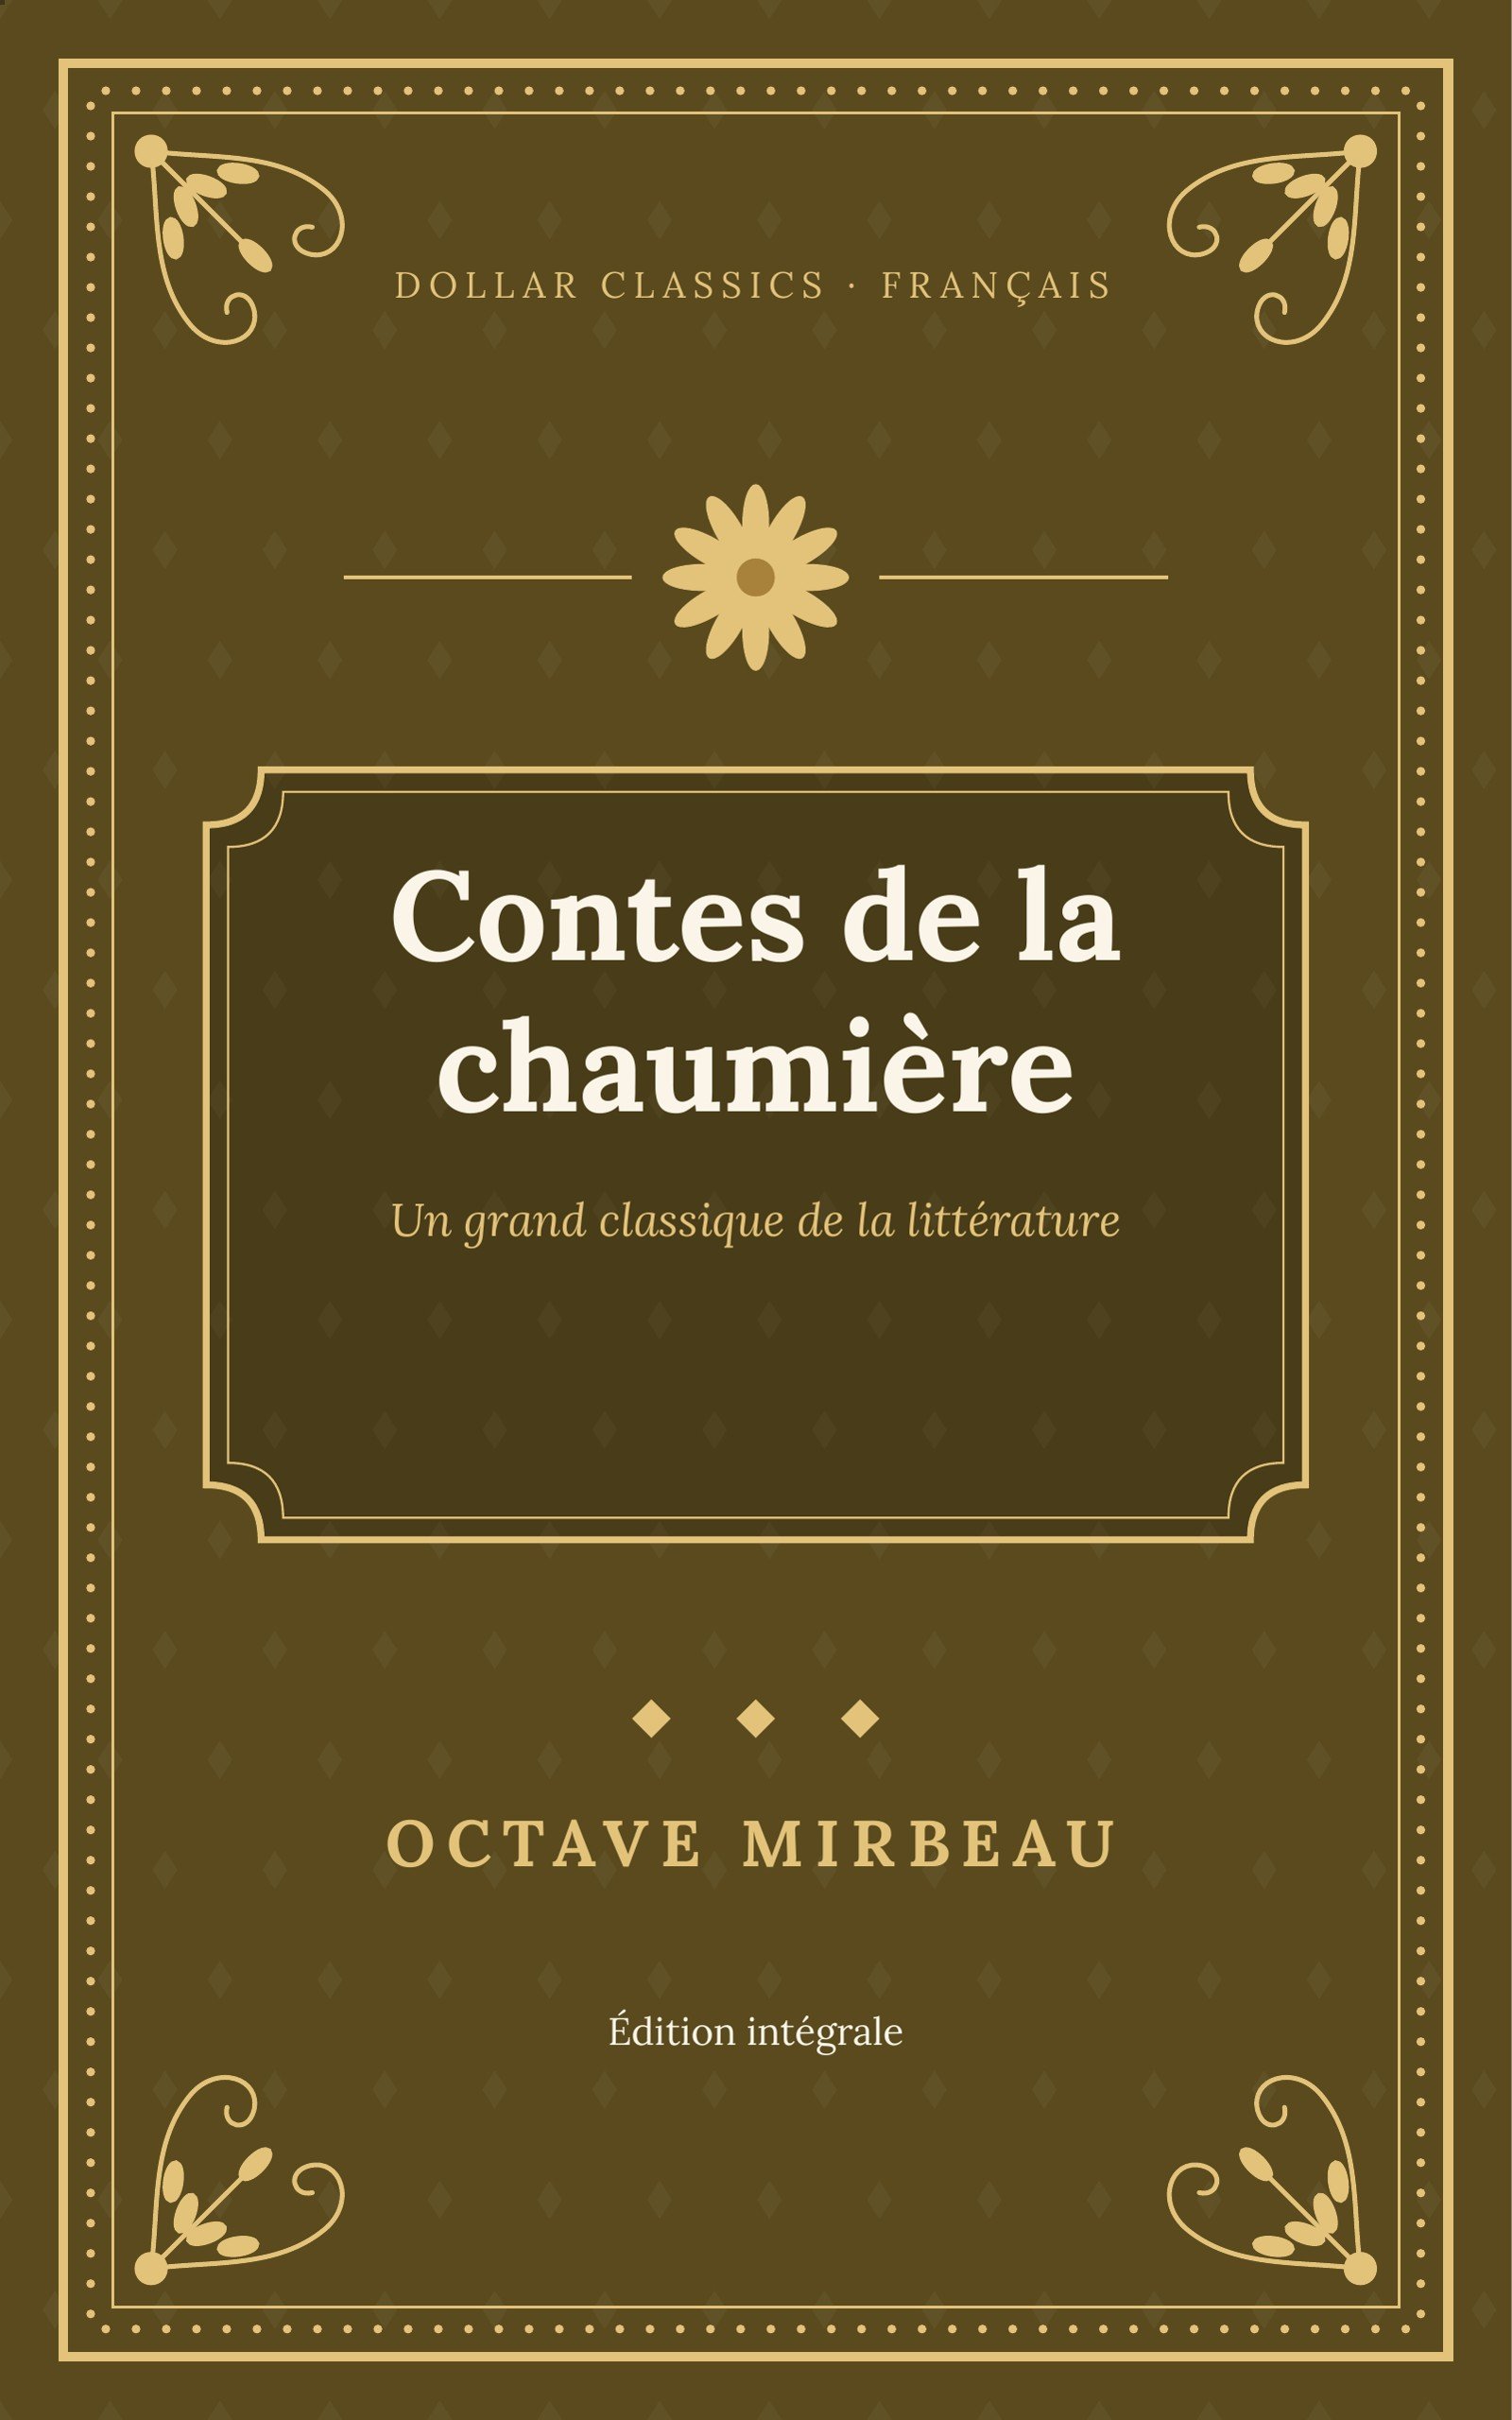 DOLLAR CLASSICS · FRANÇAIS
Contes de la
chaumière
Un grand classique de la littérature
OCTAVE MIRBEAU
Édition intégrale